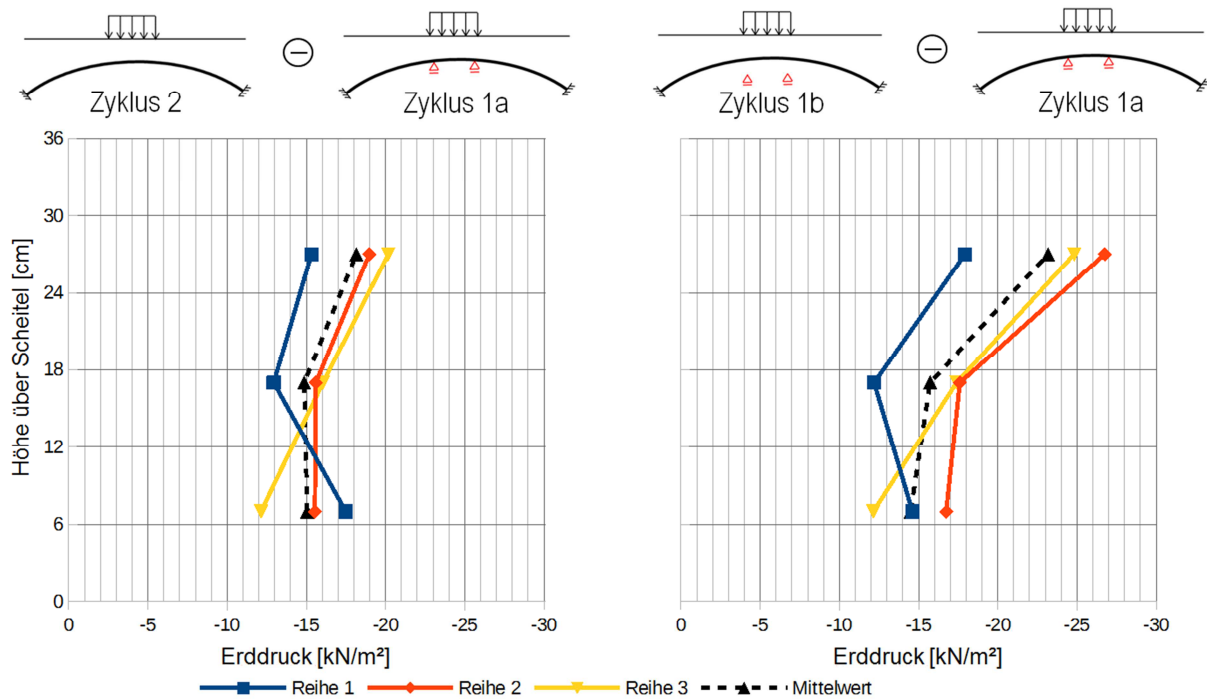 Zyklus 2
Zyklus 1a
Zyklus 1b
Zyklus 1a
Höhe über Scheitel [cm]
36
30
24
18
12
6
0
0 -5 -10 -15 -20 -25 -30
0 -5 -10 -15 -20 -25 -30
Erddruck [kN/m²]
Erddruck [kN/m²]
Reihe 1 Reihe 2 Reihe 3 Mittelwert